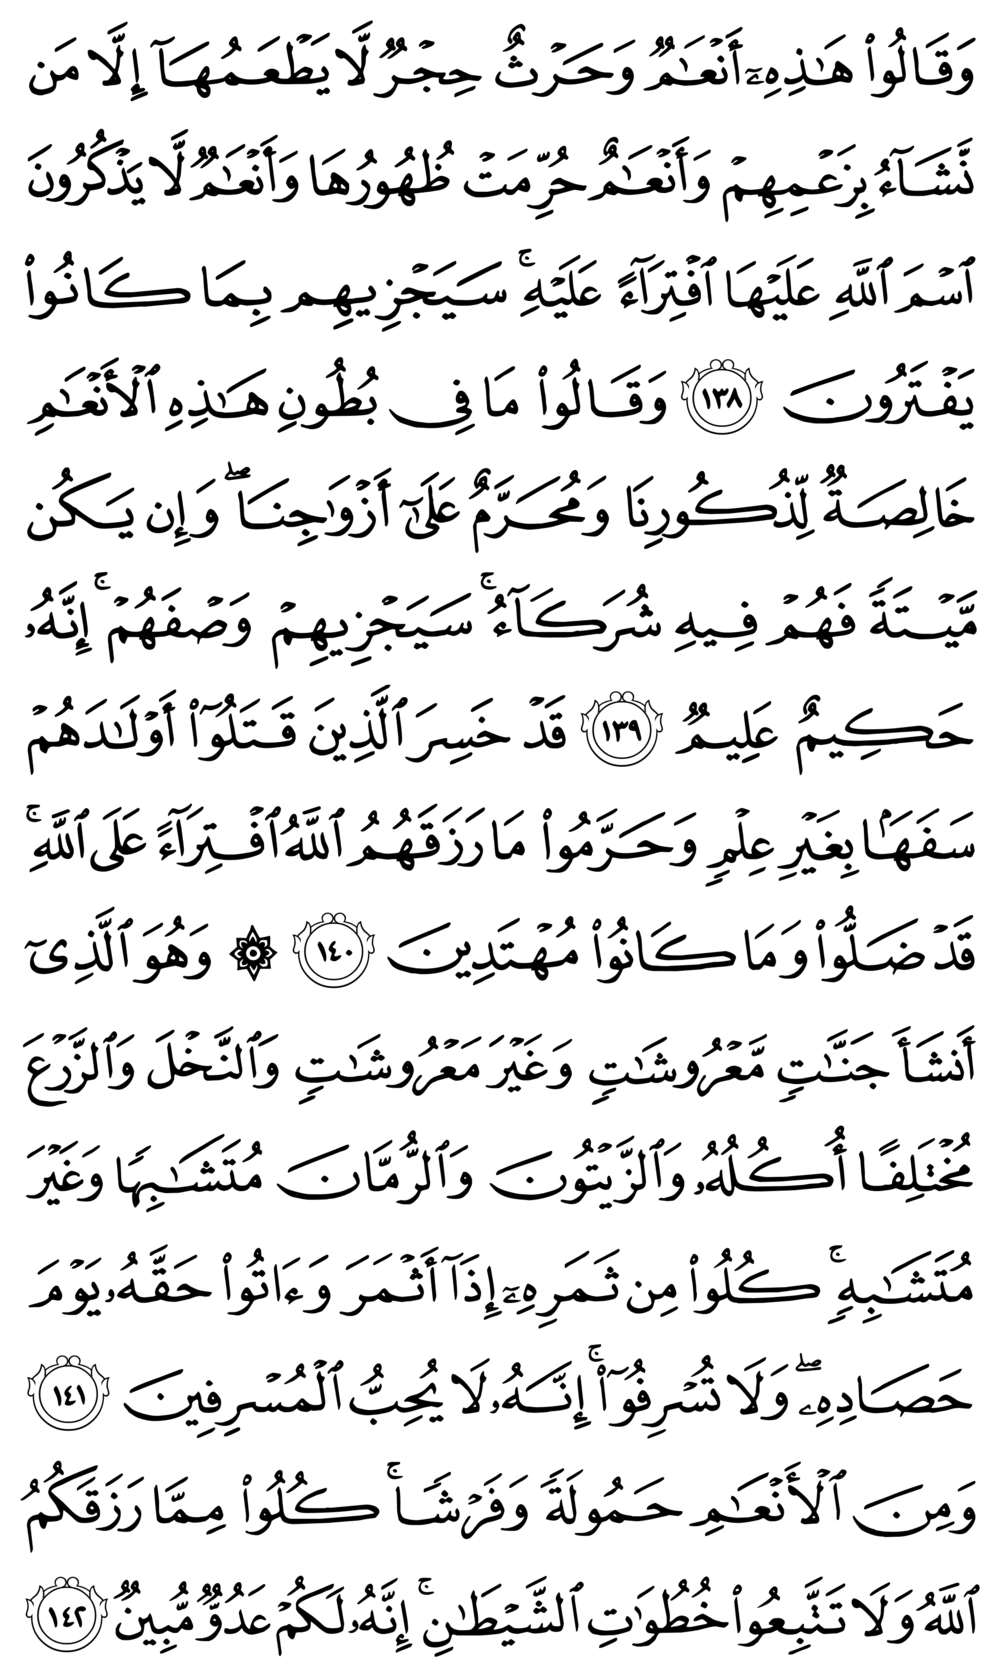 وَقَالُوا۟ هَـٰذِهِۦٓ أَنْعَـٰمٌۭ وَحَرْثٌ حِجْرٌۭ لَّا يَطْعَمُهَآ إِلَّا مَن
نَّشَآءُ بِزَعْمِهِمْ وَأَنْعَـٰمٌ حُرِّمَتْ ظُهُورُهَا وَأَنْعَـٰمٌۭ لَّا يَذْكُرُونَ
ٱسْمَ ٱللَّهِ عَلَيْهَا ٱفْتِرَآءً عَلَيْهِ ۚ سَيَجْزِيهِم بِمَا كَانُوا۟
يَفْتَرُونَ ١٣٨ وَقَالُوا۟ مَا فِى بُطُونِ هَـٰذِهِ ٱلْأَنْعَـٰمِ
خَالِصَةٌۭ لِّذُكُورِنَا وَمُحَرَّمٌ عَلَىٰٓ أَزْوَٰجِنَا ۖ وَإِن يَكُن
مَّيْتَةًۭ فَهُمْ فِيهِ شُرَكَآءُ ۚ سَيَجْزِيهِمْ وَصْفَهُمْ ۚ إِنَّهُۥ
حَكِيمٌ عَلِيمٌۭ ١٣٩ قَدْ خَسِرَ ٱلَّذِينَ قَتَلُوٓا۟ أَوْلَـٰدَهُمْ
سَفَهًۢا بِغَيْرِ عِلْمٍۢ وَحَرَّمُوا۟ مَا رَزَقَهُمُ ٱللَّهُ ٱفْتِرَآءً عَلَى ٱللَّهِ ۚ
قَدْ ضَلُّوا۟ وَمَا كَانُوا۟ مُهْتَدِينَ ١٤٠ ۞ وَهُوَ ٱلَّذِىٓ
أَنشَأَ جَنَّـٰتٍۢ مَّعْرُوشَـٰتٍۢ وَغَيْرَ مَعْرُوشَـٰتٍۢ وَٱلنَّخْلَ وَٱلزَّرْعَ
مُخْتَلِفًا أُكُلُهُۥ وَٱلزَّيْتُونَ وَٱلرُّمَّانَ مُتَشَـٰبِهًۭا وَغَيْرَ
مُتَشَـٰبِهٍۢ ۚ كُلُوا۟ مِن ثَمَرِهِۦٓ إِذَآ أَثْمَرَ وَءَاتُوا۟ حَقَّهُۥ يَوْمَ
حَصَادِهِۦ ۖ وَلَا تُسْرِفُوٓا۟ ۚ إِنَّهُۥ لَا يُحِبُّ ٱلْمُسْرِفِينَ ١٤١
وَمِنَ ٱلْأَنْعَـٰمِ حَمُولَةًۭ وَفَرْشًۭا ۚ كُلُوا۟ مِمَّا رَزَقَكُمُ
ٱللَّهُ وَلَا تَتَّبِعُوا۟ خُطُوَٰتِ ٱلشَّيْطَـٰنِ ۚ إِنَّهُۥ لَكُمْ عَدُوٌّۭ مُّبِينٌۭ ١٤٢